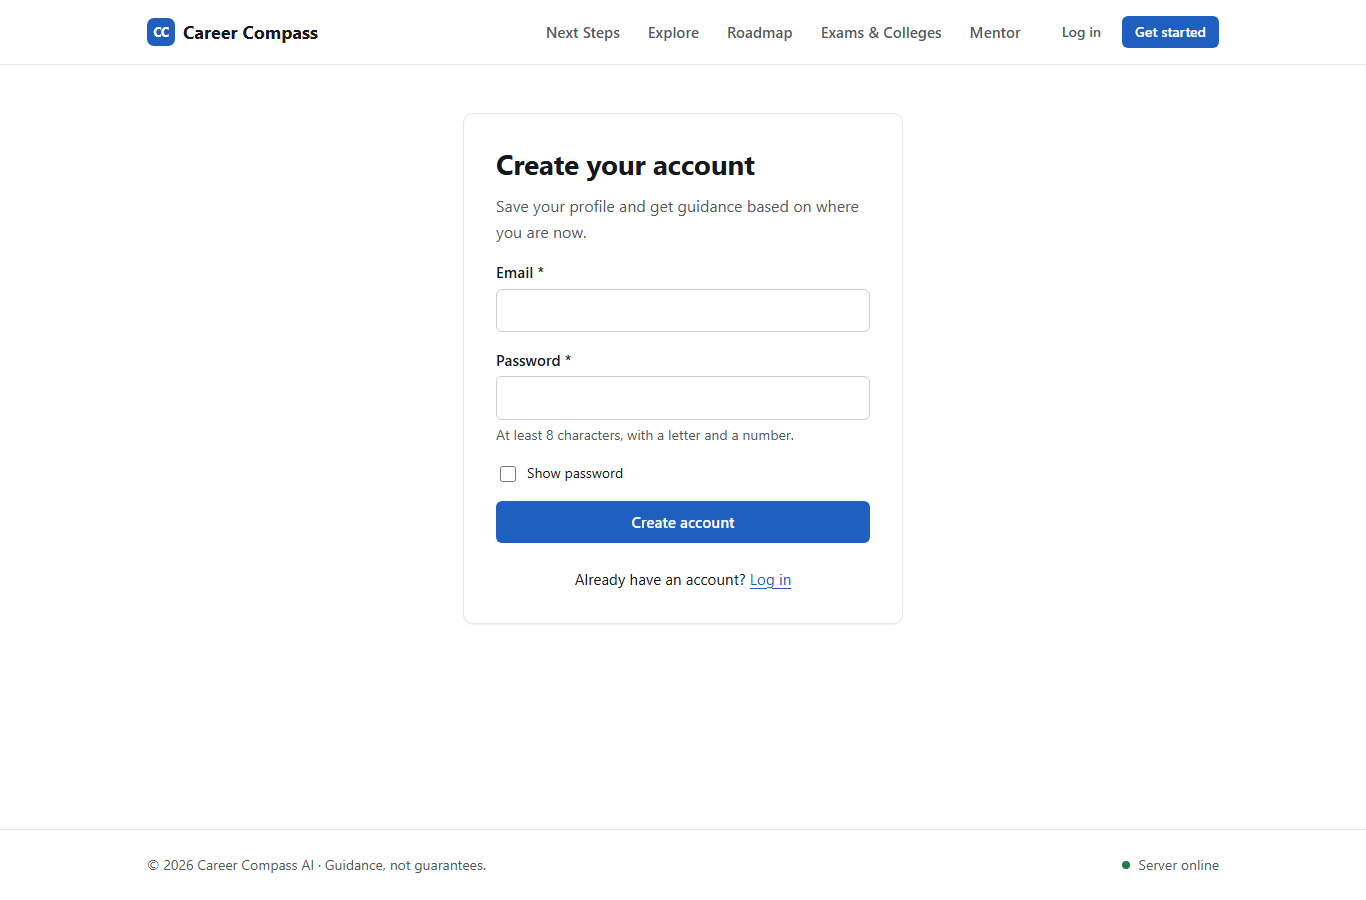 CC Career Compass
Next Steps Explore Roadmap Exams & Colleges Mentor Log in Get started
Create your account
Save your profile and get guidance based on where
you are now.
Email *
Password *
At least 8 characters, with a letter and a number.
Show password
Create account
Already have an account? Log in
© 2026 Career Compass AI · Guidance, not guarantees.
Server online